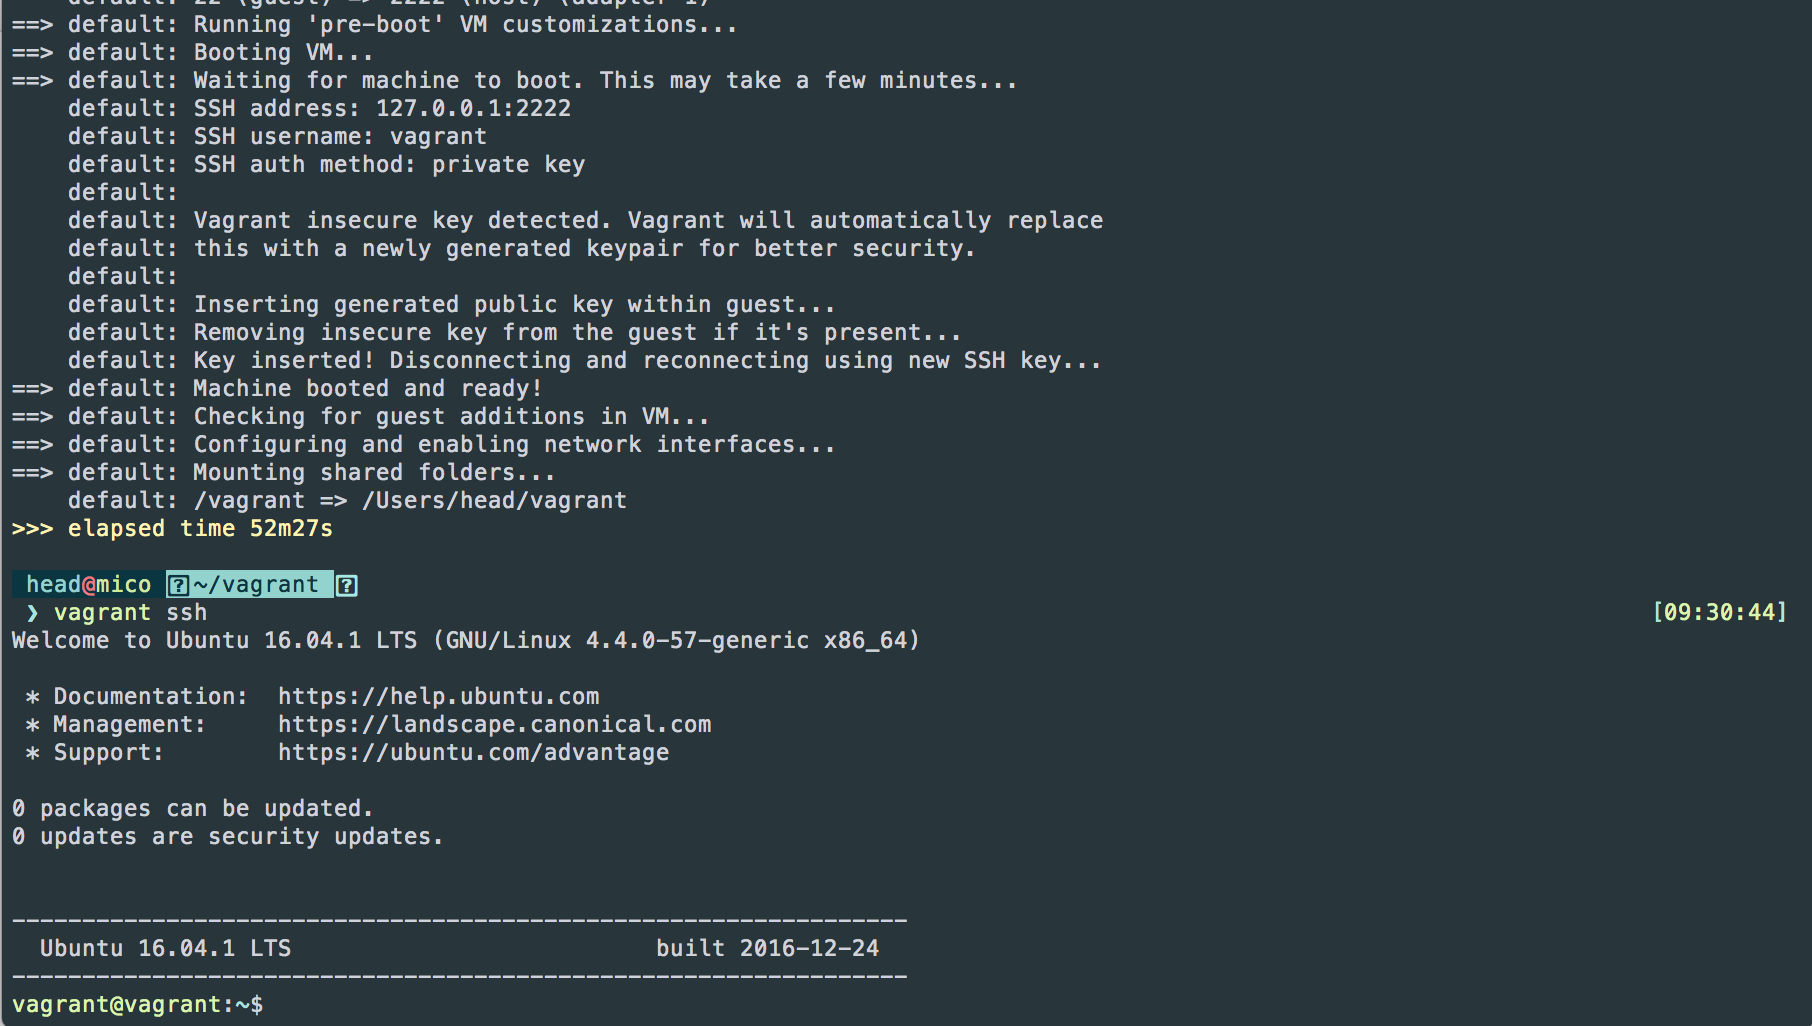 default: 22 (guest) => 2222 (host) (adapter 1)
==> default: Running 'pre-boot' VM customizations...
==> default: Booting VM...
==> default: Waiting for machine to boot. This may take a few minutes...
    default: SSH address: 127.0.0.1:2222
    default: SSH username: vagrant
    default: SSH auth method: private key
    default:
    default: Vagrant insecure key detected. Vagrant will automatically replace
    default: this with a newly generated keypair for better security.
    default:
    default: Inserting generated public key within guest...
    default: Removing insecure key from the guest if it's present...
    default: Key inserted! Disconnecting and reconnecting using new SSH key...
==> default: Machine booted and ready!
==> default: Checking for guest additions in VM...
==> default: Configuring and enabling network interfaces...
==> default: Mounting shared folders...
    default: /vagrant => /Users/head/vagrant
>>> elapsed time 52m27s
head@mico ~/vagrant
❯ vagrant ssh [09:30:44]
Welcome to Ubuntu 16.04.1 LTS (GNU/Linux 4.4.0-57-generic x86_64)
 * Documentation:  https://help.ubuntu.com
 * Management:     https://landscape.canonical.com
 * Support:        https://ubuntu.com/advantage
0 packages can be updated.
0 updates are security updates.
----------------------------------------------------------------
  Ubuntu 16.04.1 LTS                          built 2016-12-24
----------------------------------------------------------------
vagrant@vagrant:~$